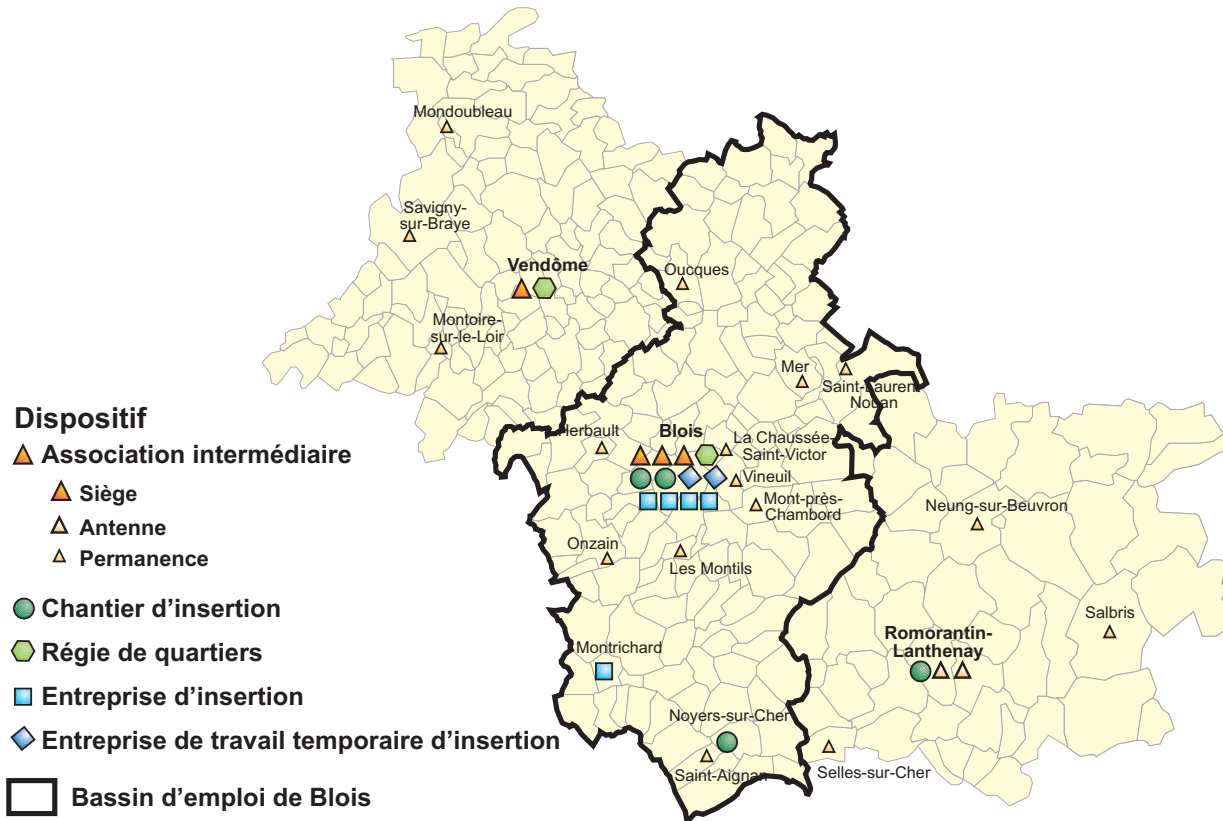 Mondoubleau
Savigny-
sur-Braye
Vendôme
Oucques
Montoire-
sur-le-Loir
Mer
Saint-Laurent-
Nouan
Dispositif
Association intermédiaire
Siège
Antenne
Permanence
Chantier d'insertion
Régie de quartiers
Entreprise d'insertion
Entreprise de travail temporaire d'insertion
Bassin d'emploi de Blois
Herbault
Blois
La Chaussée-
Saint-Victor
Vineuil
Mont-près-
Chambord
Neung-sur-Beuvron
Onzain
Les Montils
Salbris
Romorantin-
Lanthenay
Montrichard
Noyers-sur-Cher
Saint-Aignan
Selles-sur-Cher